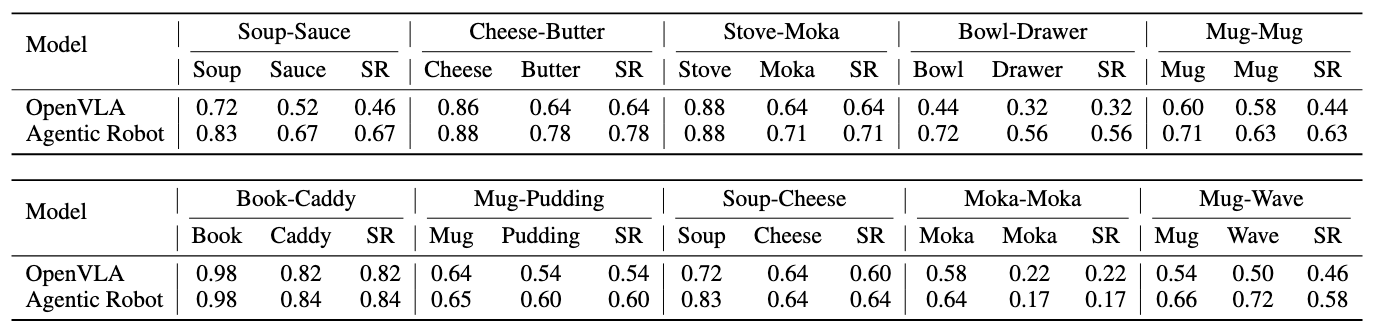 Model Soup-Sauce Cheese-Butter Stove-Moka Bowl-Drawer Mug-Mug
Soup Sauce SR Cheese Butter SR Stove Moka SR Bowl Drawer SR Mug Mug SR
OpenVLA 0.72 0.52 0.46 0.86 0.64 0.64 0.88 0.64 0.64 0.44 0.32 0.32 0.60 0.58 0.44
Agentic Robot 0.83 0.67 0.67 0.88 0.78 0.78 0.88 0.71 0.71 0.72 0.56 0.56 0.71 0.63 0.63
Model Book-Caddy Mug-Pudding Soup-Cheese Moka-Moka Mug-Wave
Book Caddy SR Mug Pudding SR Soup Cheese SR Moka Moka SR Mug Wave SR
OpenVLA 0.98 0.82 0.82 0.64 0.54 0.54 0.72 0.64 0.60 0.58 0.22 0.22 0.54 0.50 0.46
Agentic Robot 0.98 0.84 0.84 0.65 0.60 0.60 0.83 0.64 0.64 0.64 0.17 0.17 0.66 0.72 0.58